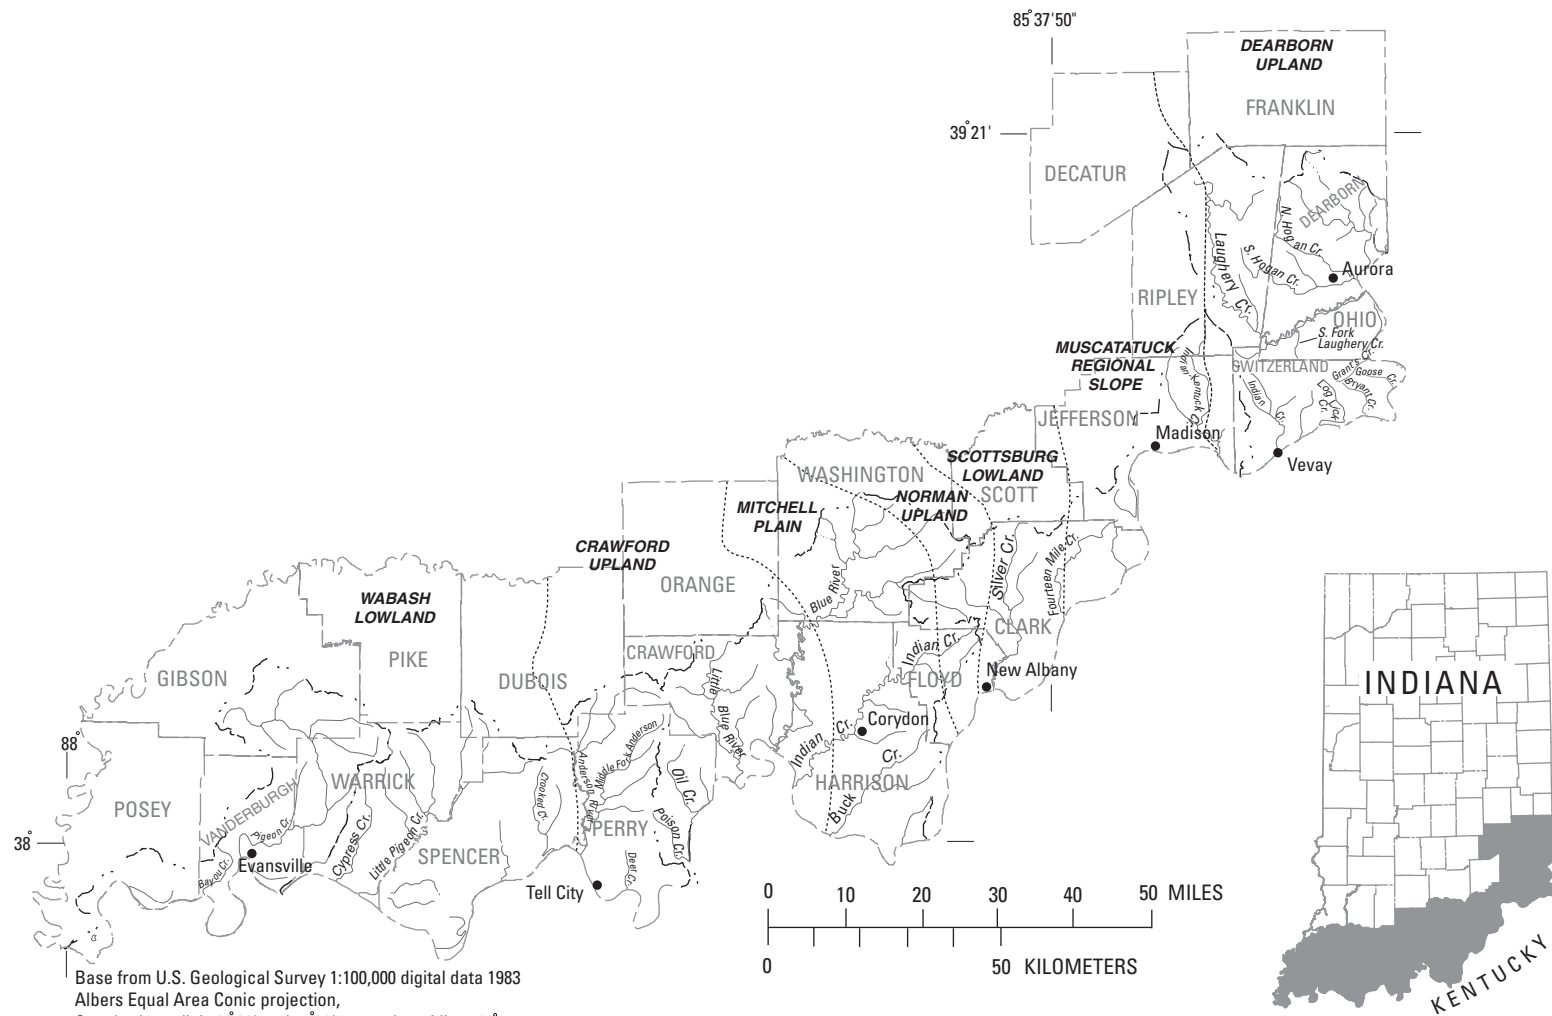 85°37'50"
DEARBORN
UPLAND
FRANKLIN
39°21'
DECATUR
DEARBORN
N. Hogan Cr.
Laughery Cr.
S. Hogan Cr.
Aurora
RIPLEY
OHIO
S. Fork
Laughery Cr.
MUSCATATUCK
REGIONAL
SLOPE
Indian
Kentuck Cr.
SWITZERLAND
Grant's Cr.
Goose Cr.
Bryant Cr.
Log Lick
Cr.
Indian Cr.
JEFFERSON
Madison
Vevay
WASHINGTON
SCOTTSBURG
LOWLAND
SCOTT
NORMAN
UPLAND
MITCHELL
PLAIN
CRAWFORD
UPLAND
ORANGE
Blue River
Silver Cr.
Fourteen Mile Cr.
CLARK
WABASH
LOWLAND
PIKE
GIBSON
DUBOIS
CRAWFORD
Indian Cr.
FLOYD
New Albany
Little Blue River
Corydon
Indian Cr.
Buck Cr.
HARRISON
88°
POSEY
VANDERBURGH
WARRICK
Pigeon Cr.
Cypress Cr.
Little Pigeon Cr.
Crooked Cr.
Anderson River
Middle Fork Anderson
Oil Cr.
Poison Cr.
PERRY
Deer Cr.
38°
Evansville
Bayou Cr.
SPENCER
Tell City
0 12 20 30 40 50 MILES
0 50 KILOMETERS
INDIANA
KENTUCKY
Base from U.S. Geological Survey 1:100,000 digital data 1983
Albers Equal Area Conic projection,